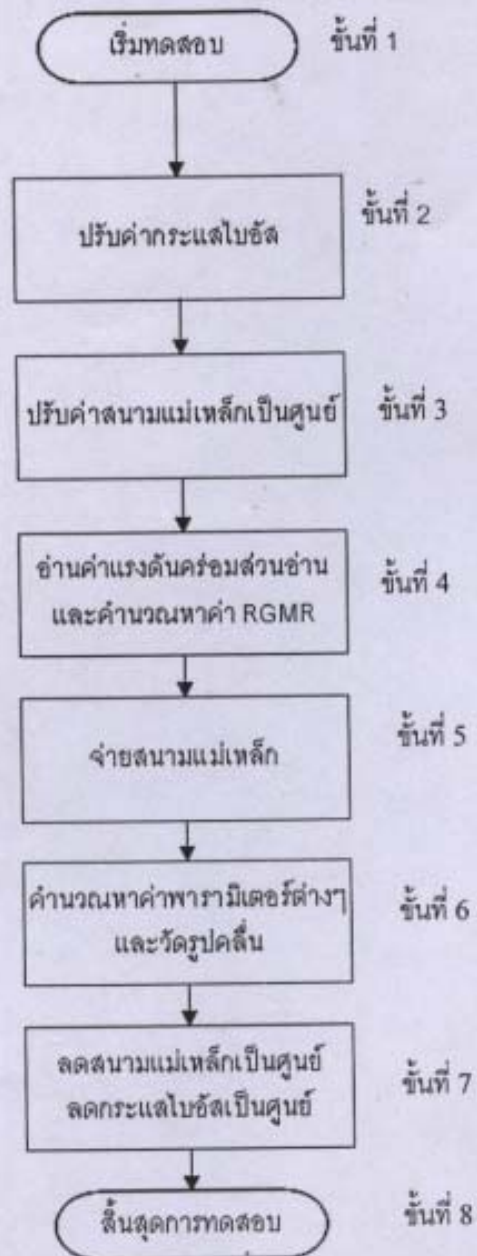 เริ่มทดสอบ ขั้นที่ 1
ปรับค่ากระแสไบอัส ขั้นที่ 2
ปรับค่าสนามแม่เหล็กเป็นศูนย์ ขั้นที่ 3
อ่านค่าแรงดันคร่อมส่วนอ่าน
และคำนวณหาค่า RGMR ขั้นที่ 4
จ่ายสนามแม่เหล็ก ขั้นที่ 5
คำนวณหาค่าพารามิเตอร์ต่างๆ
และวัดรูปคลื่น ขั้นที่ 6
ลดสนามแม่เหล็กเป็นศูนย์
ลดกระแสไบอัสเป็นศูนย์ ขั้นที่ 7
สิ้นสุดการทดสอบ ขั้นที่ 8